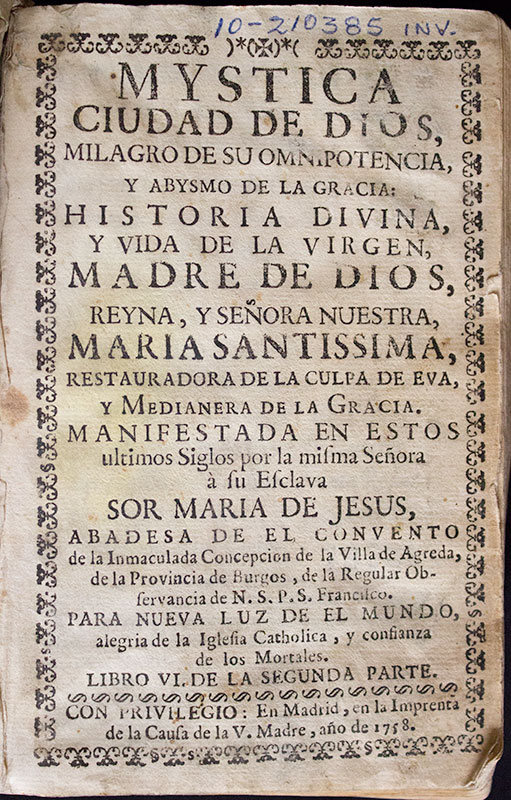 10-210385 INV.
MYSTICA
CIUDAD DE DIOS,
MILAGRO DE SU OMNIPOTENCIA,
Y ABYSMO DE LA GRACIA:
HISTORIA DIVINA,
Y VIDA DE LA VIRGEN,
MADRE DE DIOS,
REYNA, Y SEÑORA NUESTRA,
MARIA SANTISSIMA,
RESTAURADORA DE LA CULPA DE EVA,
Y MEDIANERA DE LA GRACIA.
MANIFESTADA EN ESTOS
ultimos Siglos por la miſma Señora
à ſu Eſclava
SOR MARIA DE JESUS,
ABADESA DE EL CONVENTO
de la Inmaculada Concepcion de la Villa de Agreda,
de la Provincia de Burgos, de la Regular Ob-
ſervancia de N. S. P. S. Franciſco.
PARA NUEVA LUZ DE EL MUNDO,
alegria de la Igleſia Catholica, y confianza
de los Mortales.
LIBRO VI. DE LA SEGUNDA PARTE.
CON PRIVILEGIO: En Madrid, en la Imprenta
de la Cauſa de la V. Madre, año de 1758.